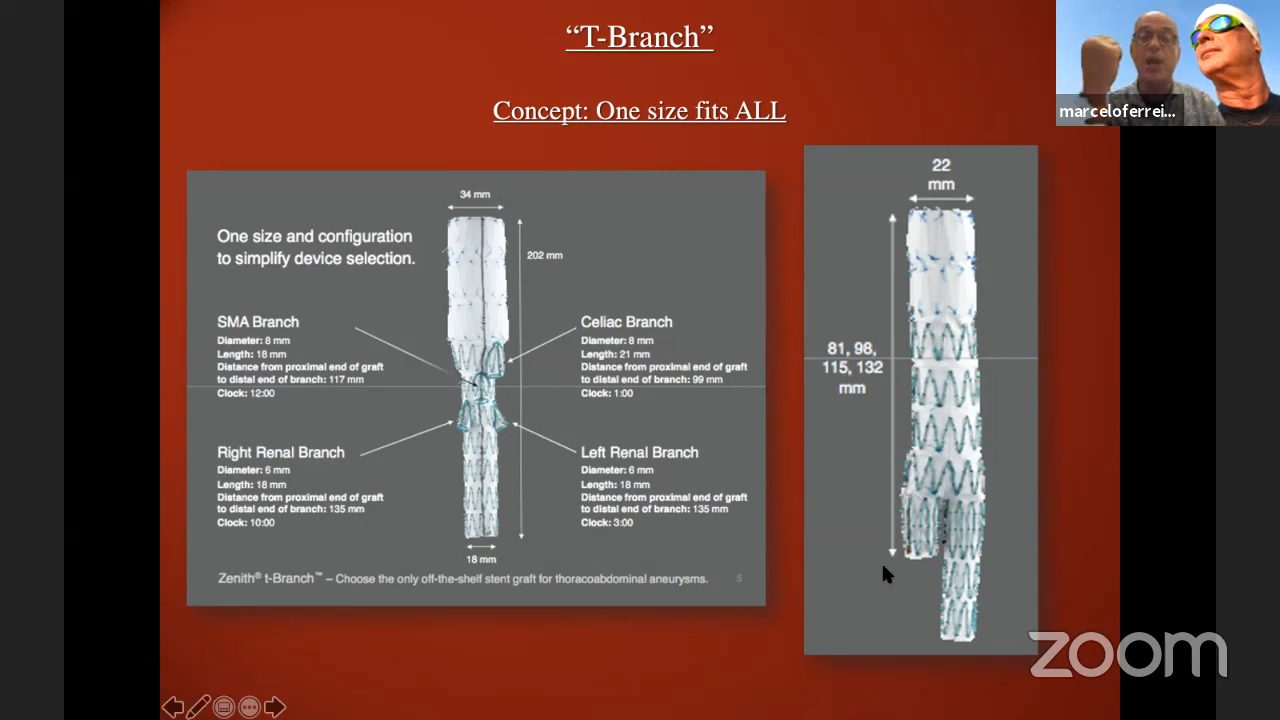 “T-Branch”
Concept: One size fits ALL
marceloferrei...
34 mm
One size and configuration
to simplify device selection.
202 mm
SMA Branch
Diameter: 8 mm
Length: 18 mm
Distance from proximal end of graft
to distal end of branch: 117 mm
Clock: 12:00
Celiac Branch
Diameter: 8 mm
Length: 21 mm
Distance from proximal end of graft
to distal end of branch: 99 mm
Clock: 1:00
Right Renal Branch
Diameter: 6 mm
Length: 18 mm
Distance from proximal end of graft
to distal end of branch: 135 mm
Clock: 10:00
Left Renal Branch
Diameter: 6 mm
Length: 18 mm
Distance from proximal end of graft
to distal end of branch: 135 mm
Clock: 3:00
18 mm
Zenith® t-Branch™ – Choose the only off-the-shelf stent graft for thoracoabdominal aneurysms.
5
22
mm
81, 98,
115, 132
mm
zoom